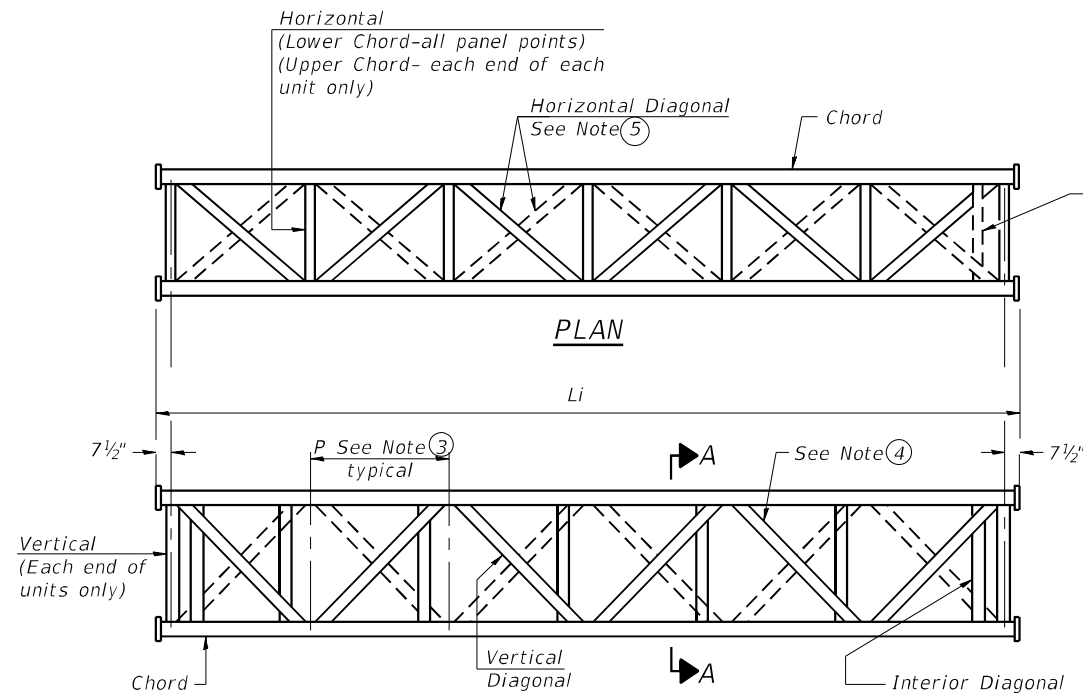 Horizontal
(Lower Chord-all panel points)
(Upper Chord- each end of each
unit only)
Horizontal Diagonal
See Note 5
Chord
PLAN
Li
7½"
P See Note 3
typical
A
See Note 4
7½"
Vertical
(Each end of
units only)
Chord
Vertical
Diagonal
A
Interior Diagonal